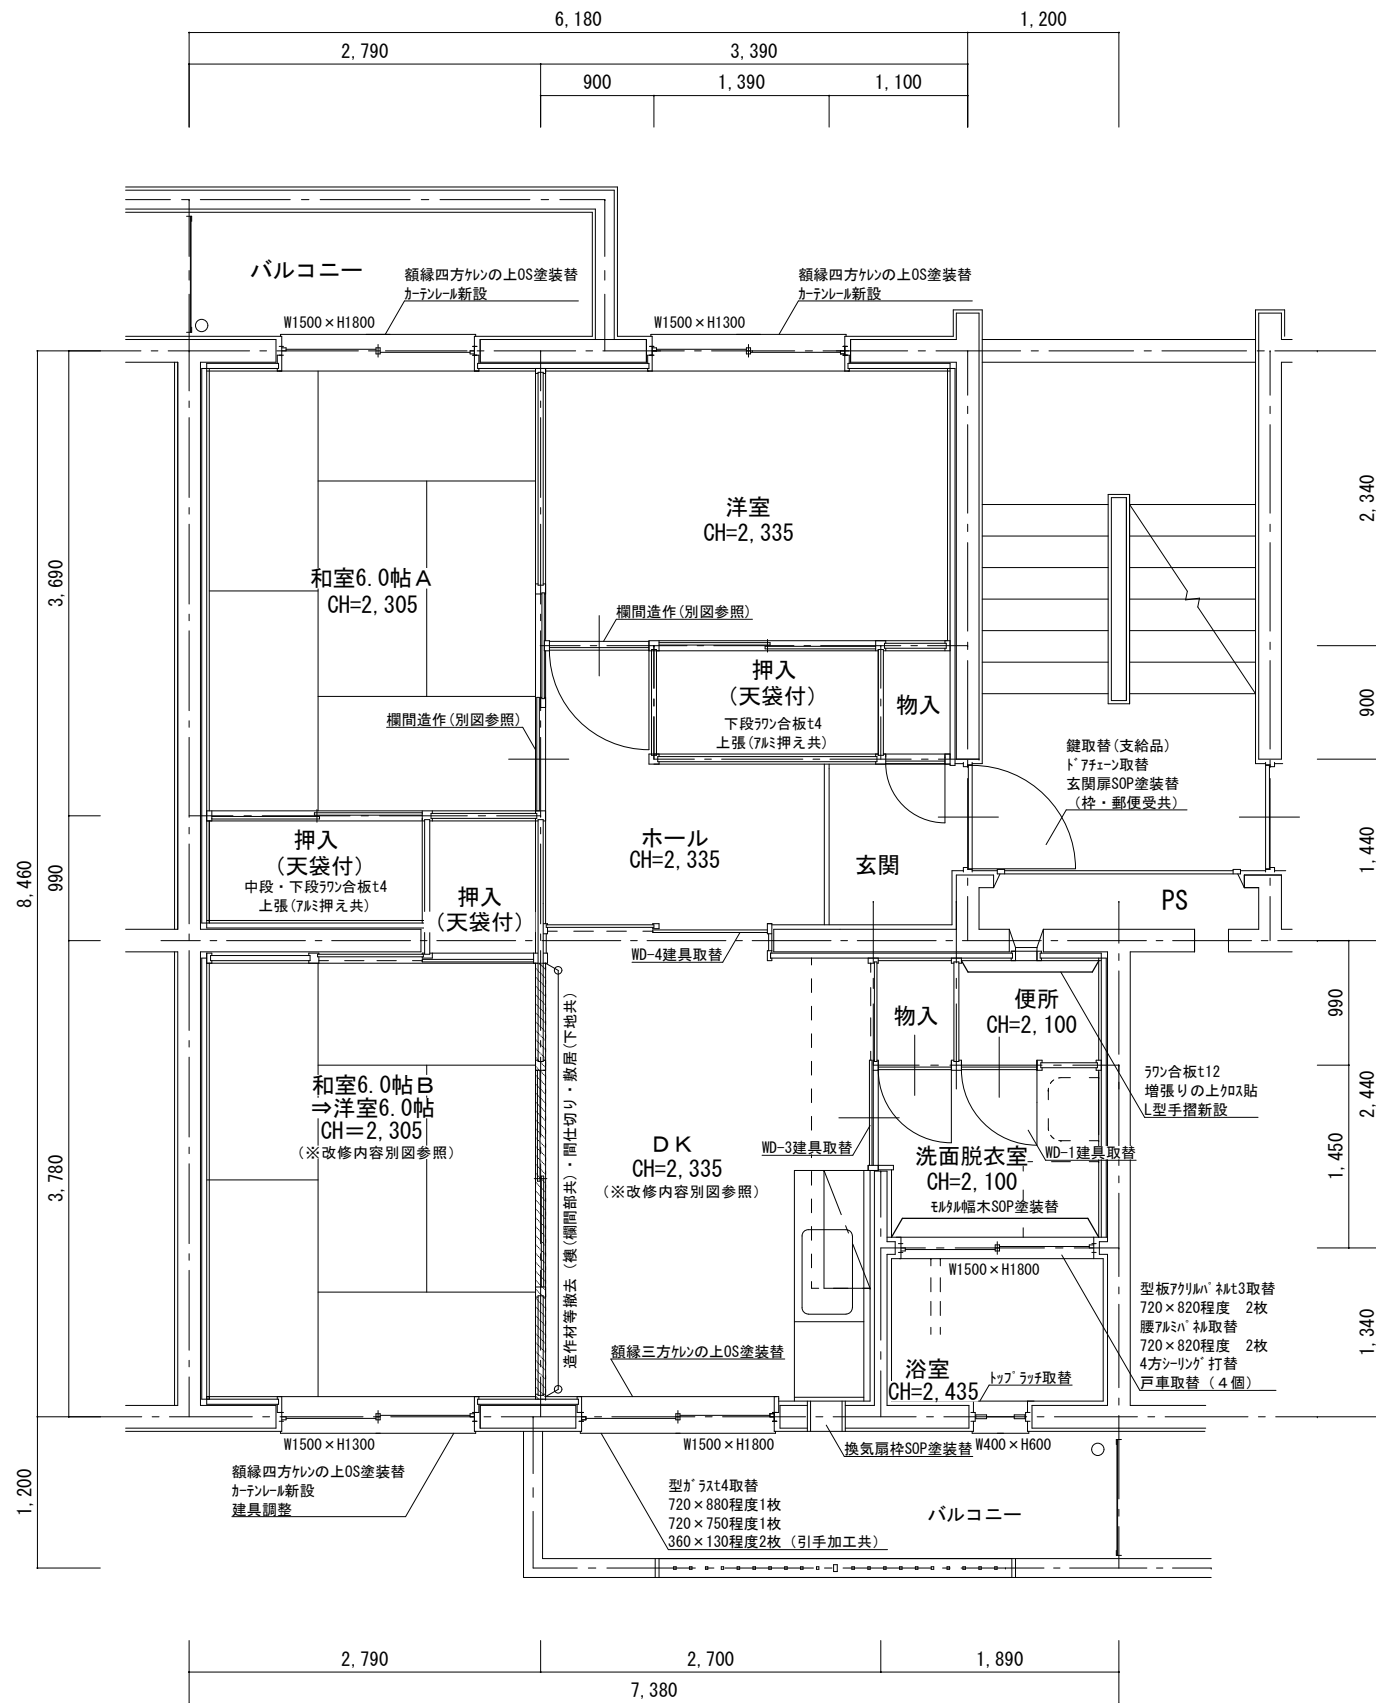 6,180
1,200
2,790
3,390
900
1,390
1,100
バルコニー
額縁四方ｹﾚﾝの上OS塗装替
ｶｰﾃﾝﾚｰﾙ新設
W1500×H1800
額縁四方ｹﾚﾝの上OS塗装替
ｶｰﾃﾝﾚｰﾙ新設
W1500×H1300
洋室
CH=2,335
和室6.0帖A
CH=2,305
欄間造作(別図参照)
押入
(天袋付)
下段ﾗﾜﾝ合板t4
上張(ｱﾙﾐ押え共)
物入
欄間造作(別図参照)
鍵取替(支給品)
ﾄﾞｱﾁｪｰﾝ取替
玄関扉SOP塗装替
(枠・郵便受共)
押入
(天袋付)
中段・下段ﾗﾜﾝ合板t4
上張(ｱﾙﾐ押え共)
押入
(天袋付)
ホール
CH=2,335
玄関
PS
WD-4建具取替
物入
便所
CH=2,100
ﾗﾜﾝ合板t12
増張りの上ｸﾛｽ貼
L型手摺新設
和室6.0帖B
⇒洋室6.0帖
CH＝2,305
(※改修内容別図参照)
造作材等撤去（襖(欄間部共)・間仕切り・敷居(下地共)
DK
CH=2,335
(※改修内容別図参照)
WD-3建具取替
WD-1建具取替
洗面脱衣室
CH=2,100
ﾓﾙﾀﾙ幅木SOP塗装替
W1500×H1800
型板ｱｸﾘﾙﾊﾟﾈﾙt3取替
720×820程度　2枚
腰ｱﾙﾐﾊﾟﾈﾙ取替
720×820程度　2枚
4方ｼｰﾘﾝｸﾞ打替
戸車取替（４個）
額縁三方ｹﾚﾝの上OS塗装替
浴室
CH=2,435
ﾄｯﾌﾟﾗｯﾁ取替
W1500×H1300
W1500×H1800
換気扇枠SOP塗装替
W400×H600
額縁四方ｹﾚﾝの上OS塗装替
ｶｰﾃﾝﾚｰﾙ新設
建具調整
型ｶﾞﾗｽt4取替
720×880程度1枚
720×750程度1枚
360×130程度2枚（引手加工共）
バルコニー
8,460
3,690
990
3,780
1,200
2,340
900
1,440
990
2,440
1,450
1,340
2,790
2,700
1,890
7,380